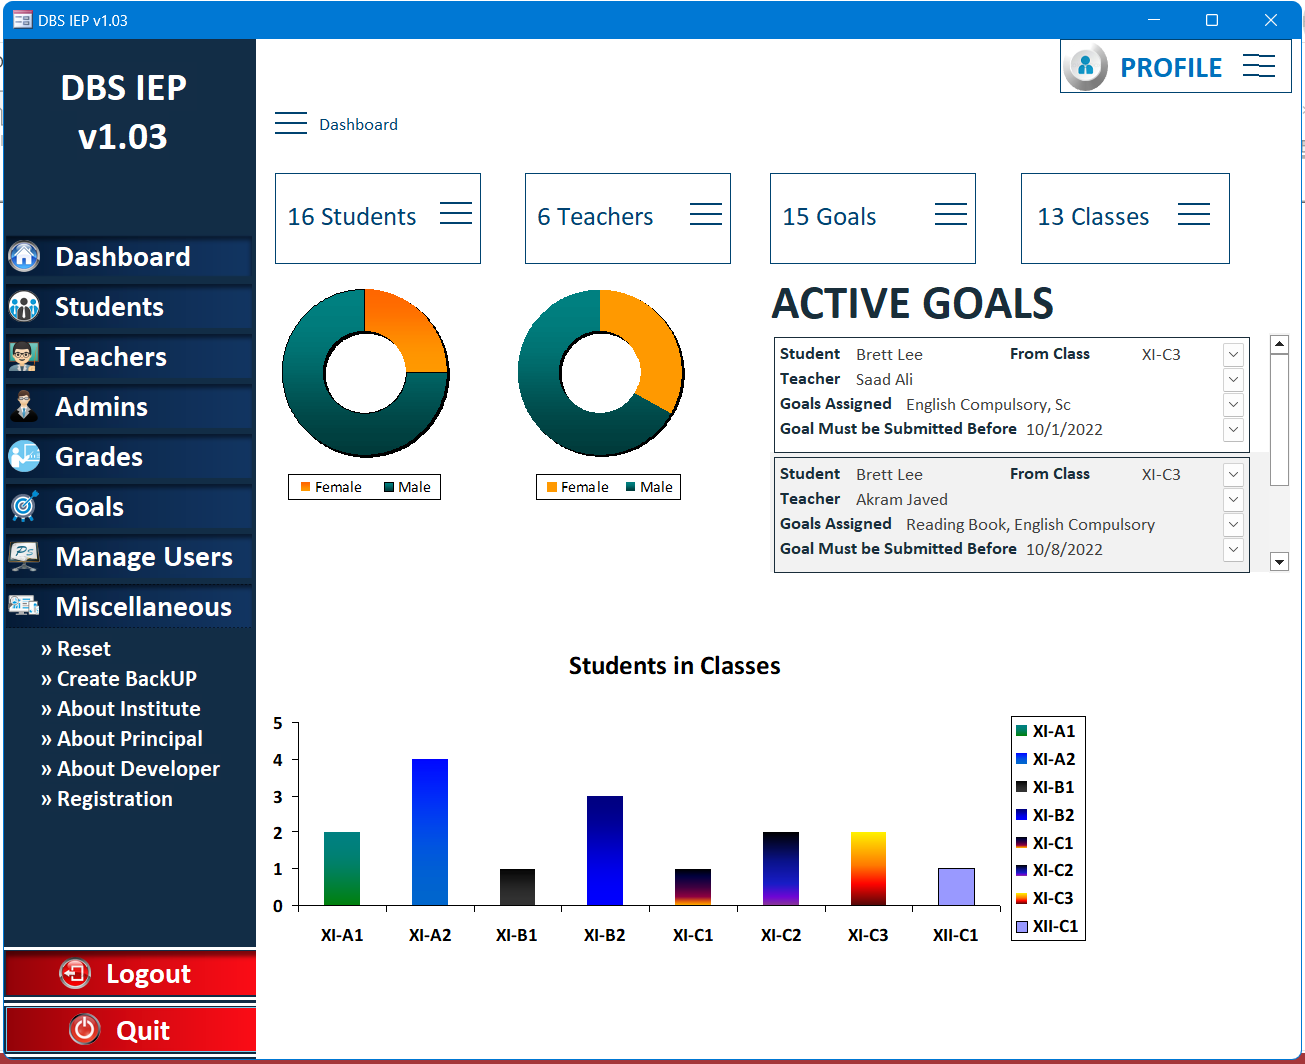 DBS IEP v1.03
DBS IEP
v1.03
Dashboard
Students
Teachers
Admins
Grades
Goals
Manage Users
Miscellaneous
» Reset
» Create BackUP
» About Institute
» About Principal
» About Developer
» Registration
Logout
Quit
PROFILE
Dashboard
16 Students
6 Teachers
15 Goals
13 Classes
Female Male
Female Male
ACTIVE GOALS
Student Brett Lee From Class XI-C3
Teacher Saad Ali
Goals Assigned English Compulsory, Sc
Goal Must be Submitted Before 10/1/2022
Student Brett Lee From Class XI-C3
Teacher Akram Javed
Goals Assigned Reading Book, English Compulsory
Goal Must be Submitted Before 10/8/2022
Students in Classes
5
4
3
2
1
0
XI-A1 XI-A2 XI-B1 XI-B2 XI-C1 XI-C2 XI-C3 XII-C1
XI-A1
XI-A2
XI-B1
XI-B2
XI-C1
XI-C2
XI-C3
XII-C1